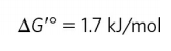 ΔG'° = 1.7 kJ/mol